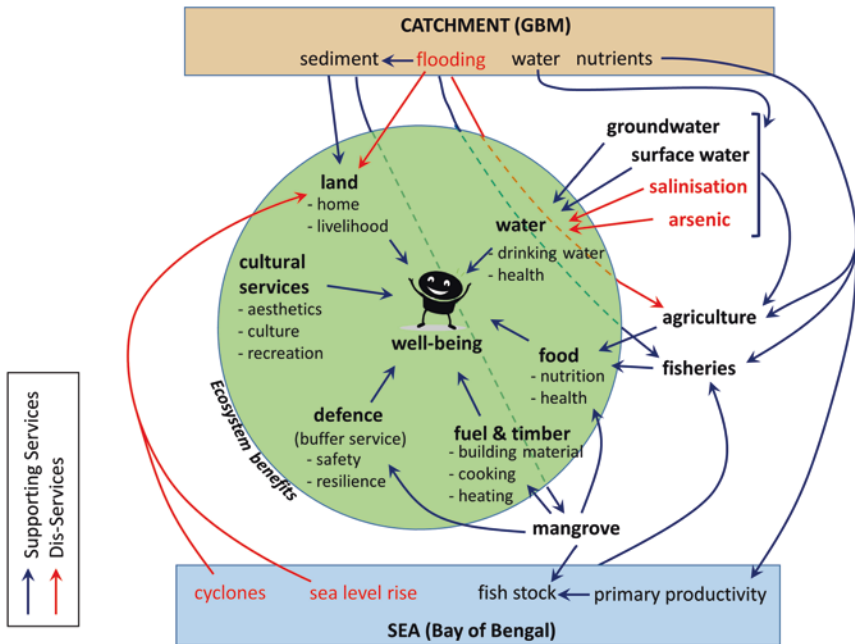 CATCHMENT (GBM)
sediment flooding water nutrients
groundwater
surface water
salinisation
arsenic
land
- home
- livelihood
water
- drinking water
- health
cultural
services
- aesthetics
- culture
- recreation
well-being
agriculture
fisheries
food
- nutrition
- health
defence
(buffer service)
- safety
- resilience
fuel & timber
- building material
- cooking
- heating
Ecosystem benefits
mangrove
Supporting Services
Dis-Services
cyclones sea level rise fish stock primary productivity
SEA (Bay of Bengal)